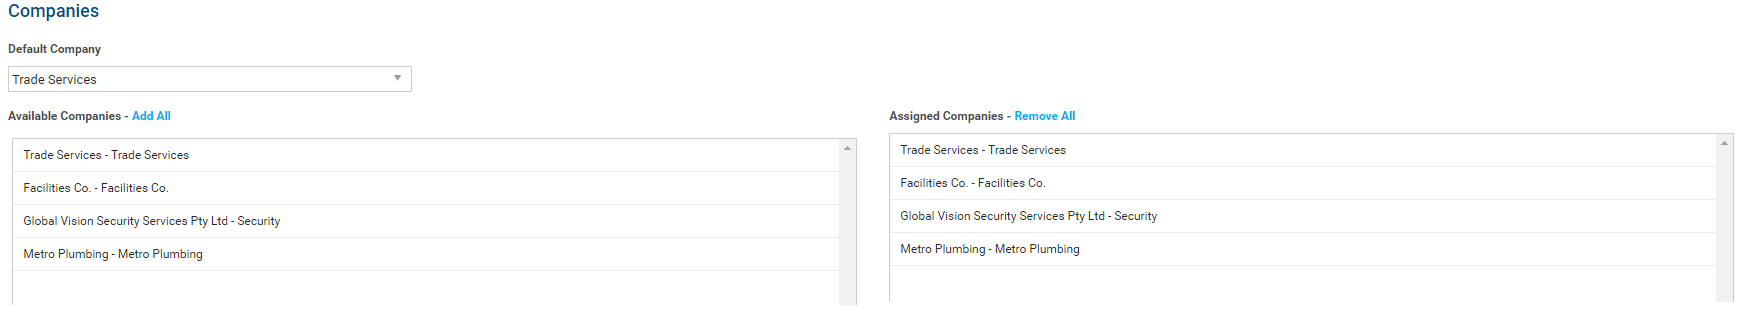 Companies
Default Company
Trade Services
Available Companies - Add All
Trade Services - Trade Services
Facilities Co. - Facilities Co.
Global Vision Security Services Pty Ltd - Security
Metro Plumbing - Metro Plumbing
Assigned Companies - Remove All
Trade Services - Trade Services
Facilities Co. - Facilities Co.
Global Vision Security Services Pty Ltd - Security
Metro Plumbing - Metro Plumbing